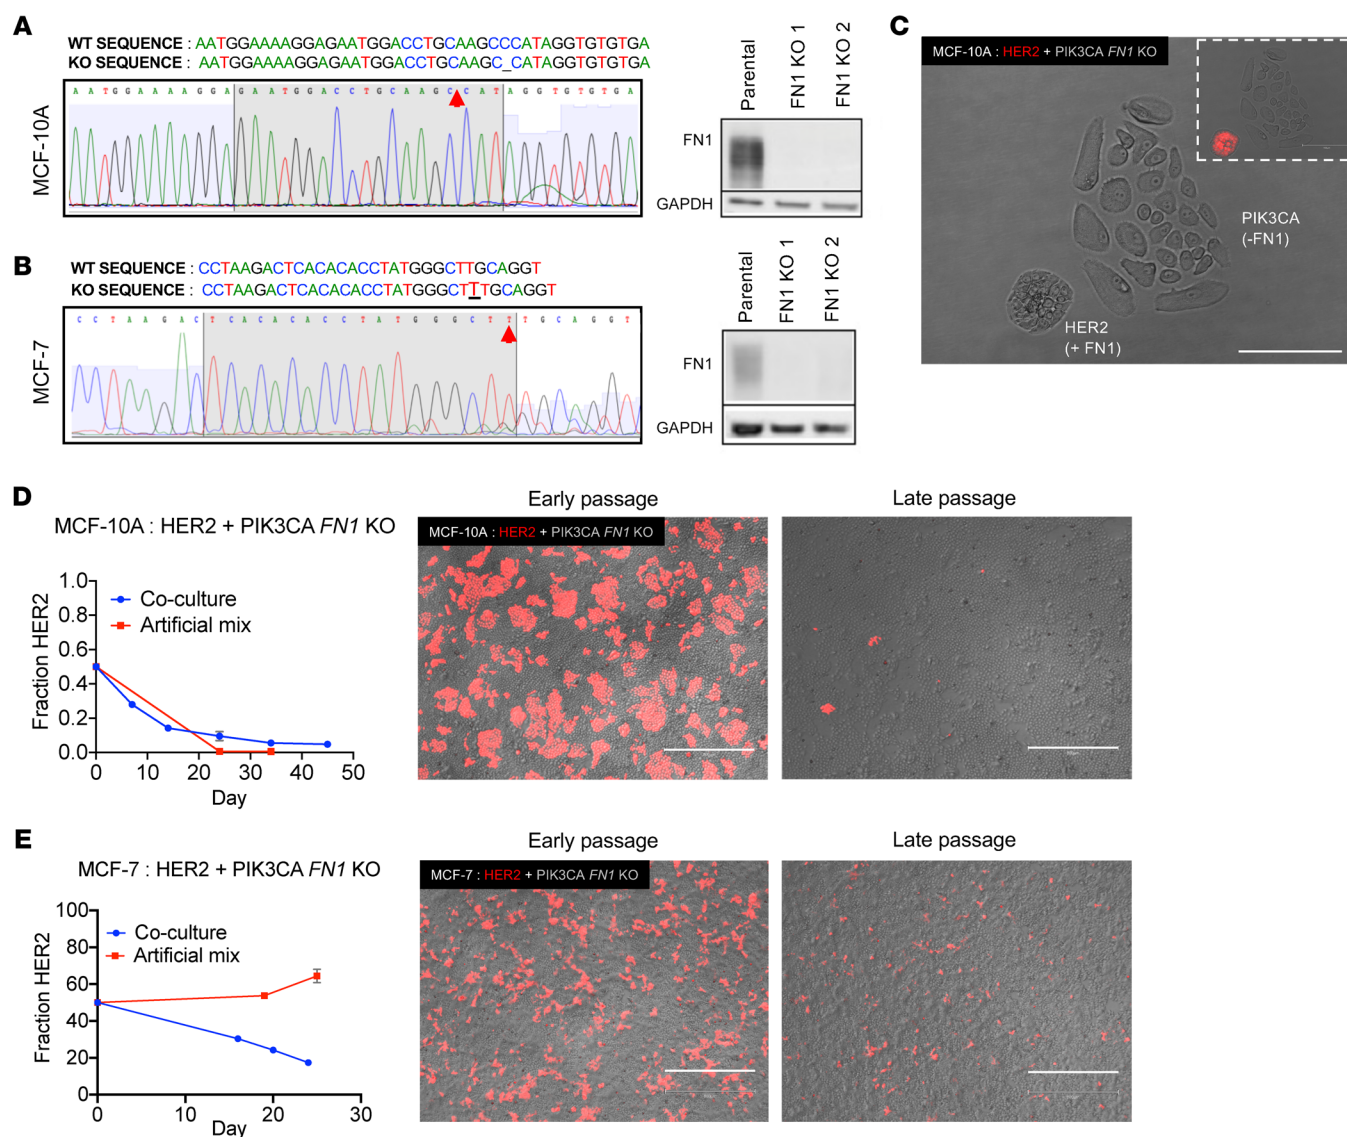 A
WT SEQUENCE : AATGGAAAAGGAGAATGGACCTGCAAGCCCATAGGTGTGTGA
KO SEQUENCE : AATGGAAAAGGAGAATGGACCTGCAAGC_CATAGGTGTGTGA
A A T G G A A A A G G A G A A T G G A C C T G C A A G C C A T A G G T G T G T G A
MCF-10A
Parental
FN1 KO 1
FN1 KO 2
FN1
GAPDH
B
WT SEQUENCE : CCTAAGACTCACACACCTATGGGCTTGCAGGT
KO SEQUENCE : CCTAAGACTCACACACCTATGGGCTTTGCAGGT
C C T A A G A C T C A C A C A C C T A T G G G C T T T G C A G G T
MCF-7
Parental
FN1 KO 1
FN1 KO 2
FN1
GAPDH
C
MCF-10A : HER2 + PIK3CA FN1 KO
PIK3CA
(-FN1)
HER2
(+ FN1)
D
MCF-10A : HER2 + PIK3CA FN1 KO
Fraction HER2
1.0
0.8
0.6
0.4
0.2
0.0
Co-culture
Artificial mix
0 10 20 30 40 50
Day
Early passage
MCF-10A : HER2 + PIK3CA FN1 KO
Late passage
E
MCF-7 : HER2 + PIK3CA FN1 KO
Fraction HER2
100
80
60
40
20
0
Co-culture
Artificial mix
0 10 20 30
Day
Early passage
MCF-7 : HER2 + PIK3CA FN1 KO
Late passage